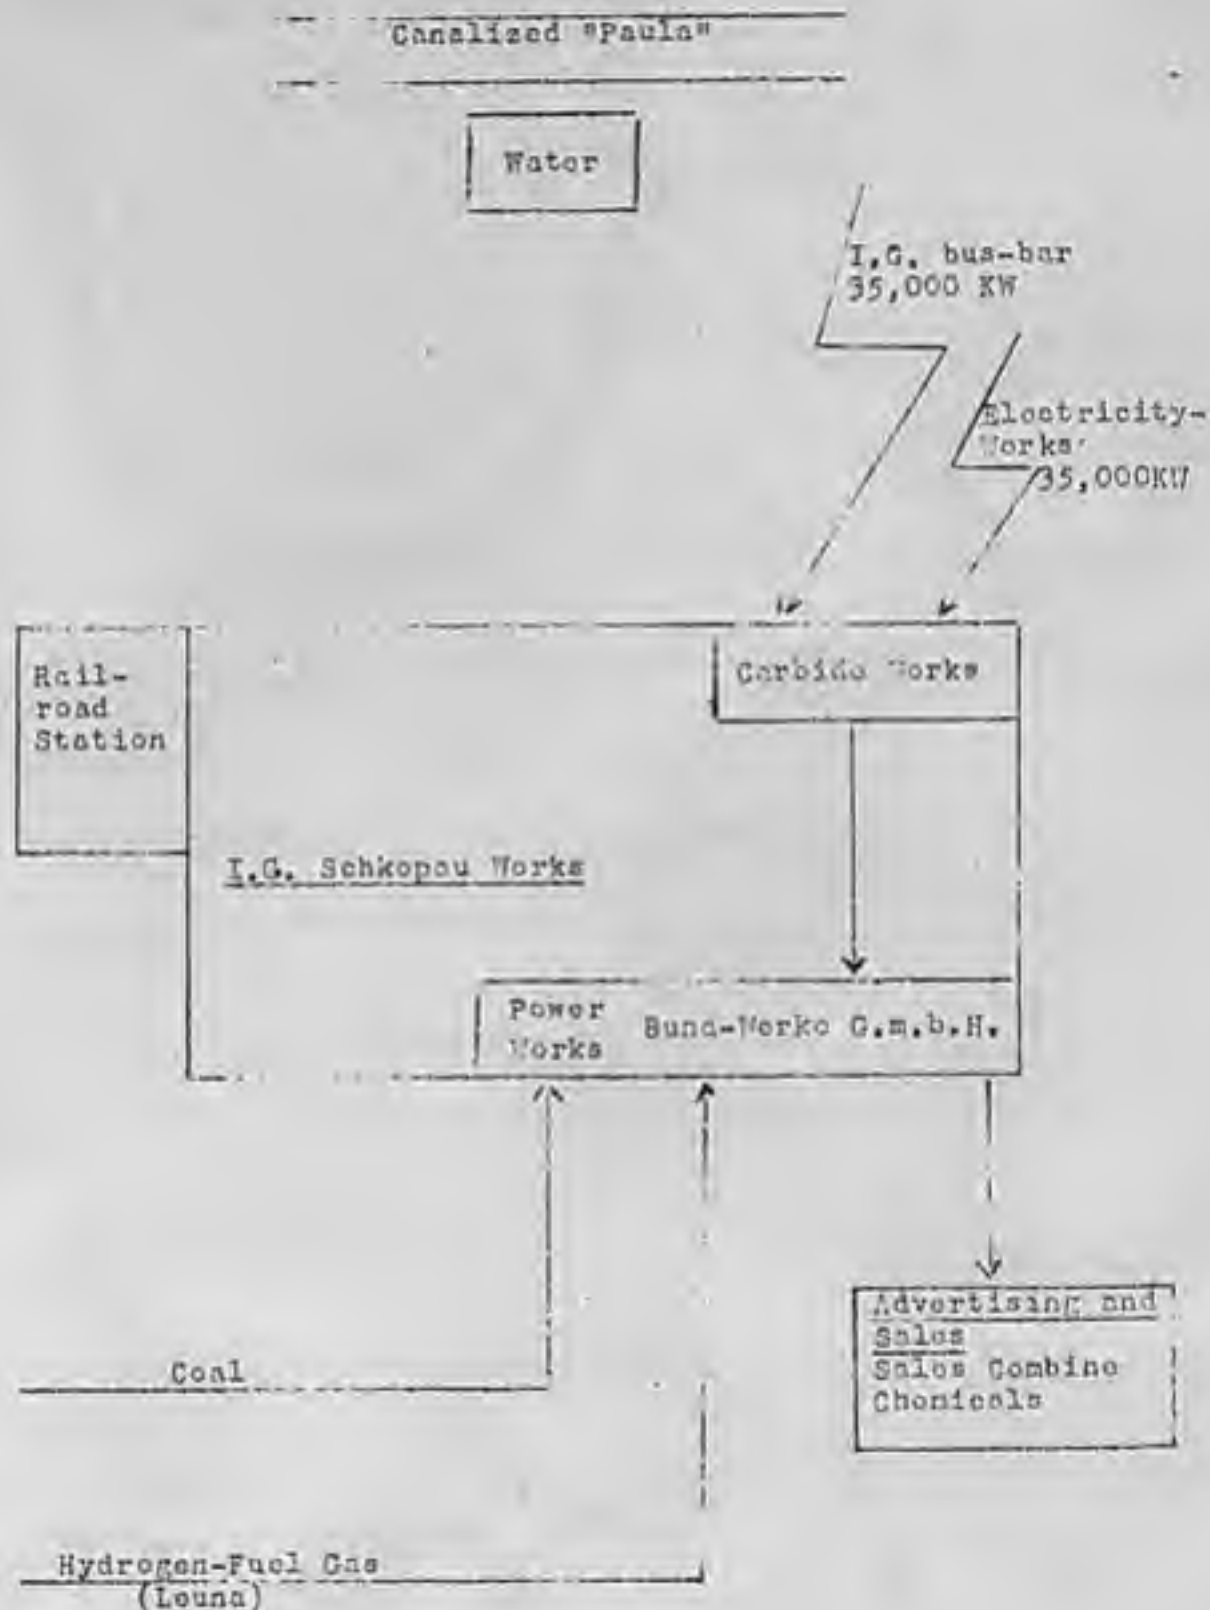 Canalized "Paula"
Water
I.G. bus-bar
35,000 KW
Electricity-
Works
35,000KW
Rail-
road
Station
Carbide Works
I.G. Schkopau Works
Power
Works
Buna-Werke G.m.b.H.
Advertising and
Sales
Sales Combine
Chemicals
Coal
Hydrogen-Fuel Gas
(Leuna)